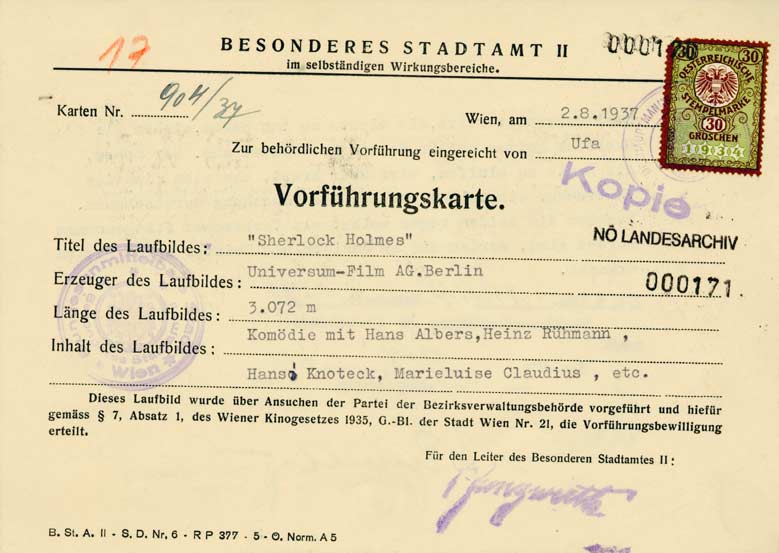 17
BESONDERES STADTAMT II
im selbständigen Wirkungsbereiche.
30 30
OESTERREICHISCHE
STEMPELMARKE
30
GROSCHEN
1934
Karten Nr. 904/37
Wien, am 2.8.1937
Zur behördlichen Vorführung eingereicht von Ufa
Kopie
Vorführungskarte.
NÖ LANDESARCHIV
Titel des Laufbildes: "Sherlock Holmes"
Erzeuger des Laufbildes: Universum-Film AG.Berlin
000171
Länge des Laufbildes: 3.072 m
Inhalt des Laufbildes: Komödie mit Hans Albers,Heinz Rühmann ,
Hansi Knoteck, Marieluise Claudius , etc.
Wien
Dieses Laufbild wurde über Ansuchen der Partei der Bezirksverwaltungsbehörde vorgeführt und hiefür
gemäss § 7, Absatz 1, des Wiener Kinogesetzes 1935, G.-Bl. der Stadt Wien Nr. 21, die Vorführungsbewilligung
erteilt.
Für den Leiter des Besonderen Stadtamtes II:
B. St. A. II - S. D. Nr. 6 - R P 377 - 5 - O. Norm. A 5